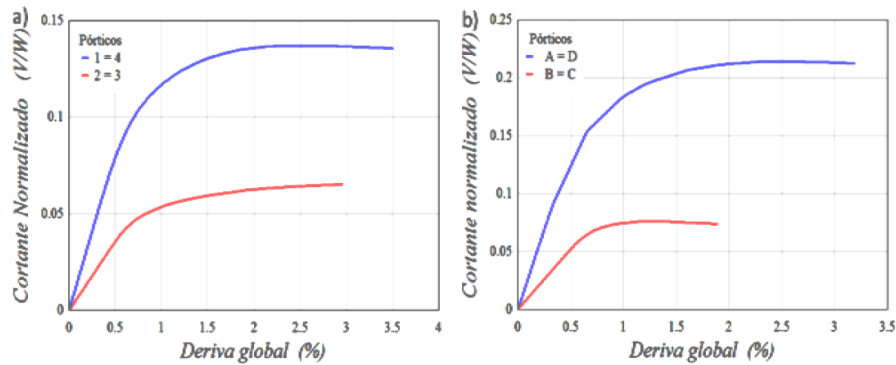 a)
Cortante Normalizado (V/W)
0.15
0.1
0.05
0
Pórticos
1 = 4
2 = 3
0 0.5 1 1.5 2 2.5 3 3.5 4
Deriva global (%)
b)
Cortante normalizado (V/W)
0.25
0.2
0.15
0.1
0.05
0
Pórticos
A = D
B = C
0 0.5 1 1.5 2 2.5 3 3.5
Deriva global (%)